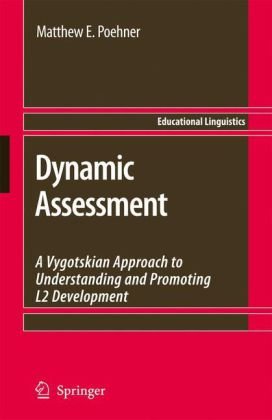 Matthew E. Poehner
Educational Linguistics
Dynamic
Assessment
A Vygotskian Approach to
Understanding and Promoting
L2 Development
Springer